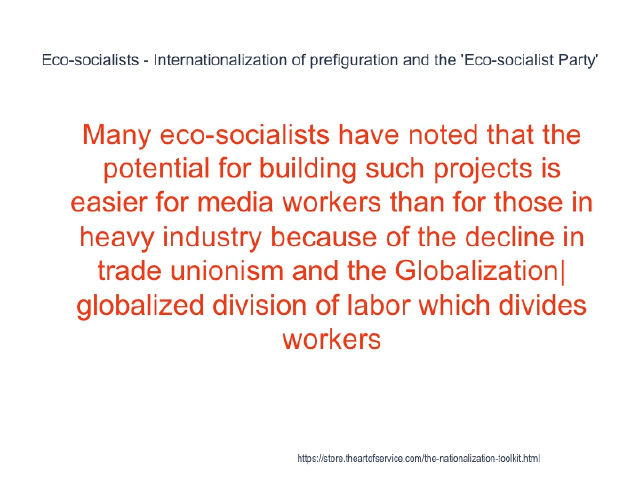 Eco-socialists - Internationalization of prefiguration and the 'Eco-socialist Party'
Many eco-socialists have noted that the
potential for building such projects is
easier for media workers than for those in
heavy industry because of the decline in
trade unionism and the Globalization|
globalized division of labor which divides
workers
https://store.theartofservice.com/the-nationalization-toolkit.html